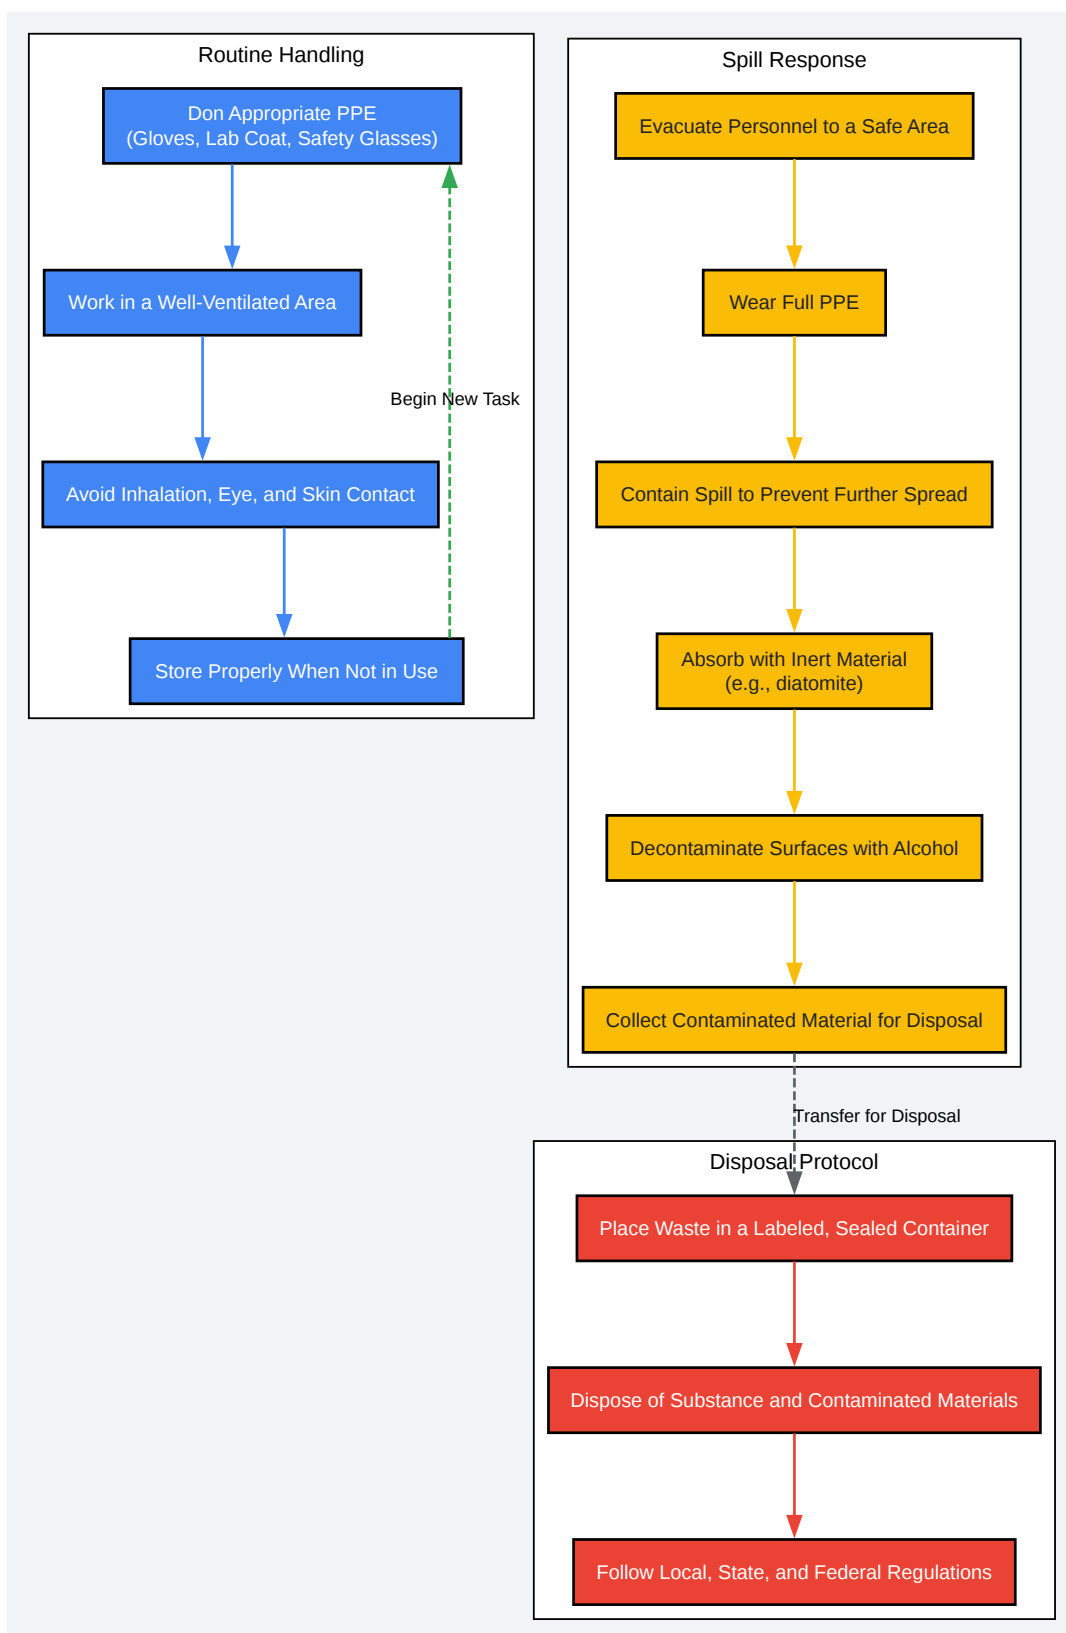 Routine Handling
Don Appropriate PPE
(Gloves, Lab Coat, Safety Glasses)
Work in a Well-Ventilated Area
Begin New Task
Avoid Inhalation, Eye, and Skin Contact
Store Properly When Not in Use
Spill Response
Evacuate Personnel to a Safe Area
Wear Full PPE
Contain Spill to Prevent Further Spread
Absorb with Inert Material
(e.g., diatomite)
Decontaminate Surfaces with Alcohol
Collect Contaminated Material for Disposal
Transfer for Disposal
Disposal Protocol
Place Waste in a Labeled, Sealed Container
Dispose of Substance and Contaminated Materials
Follow Local, State, and Federal Regulations